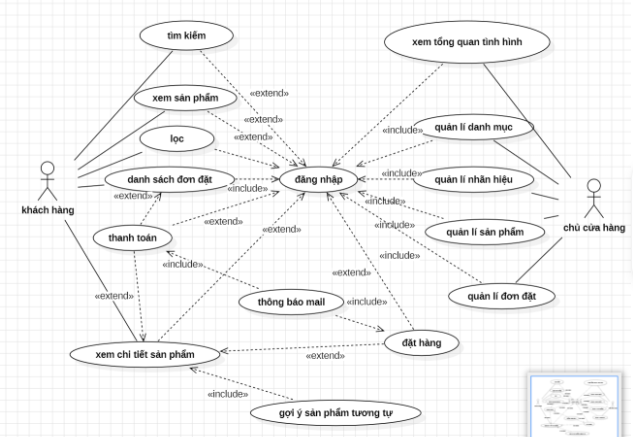 tìm kiếm
xem tổng quan tình hình
«extend»
xem sản phẩm
«extend»
quản lí danh mục
«include»
«extend»
lọc
«include»
danh sách đơn đặt
đăng nhập
quản lí nhãn hiệu
«include»
«extend»
«include»
khách hàng
«extend»
«include»
chủ cửa hàng
quản lí sản phẩm
«extend»
thanh toán
«include»
«include»
«extend»
«extend»
quản lí đơn đặt
thông báo mail
«include»
đặt hàng
xem chi tiết sản phẩm
«extend»
«include»
gợi ý sản phẩm tương tự